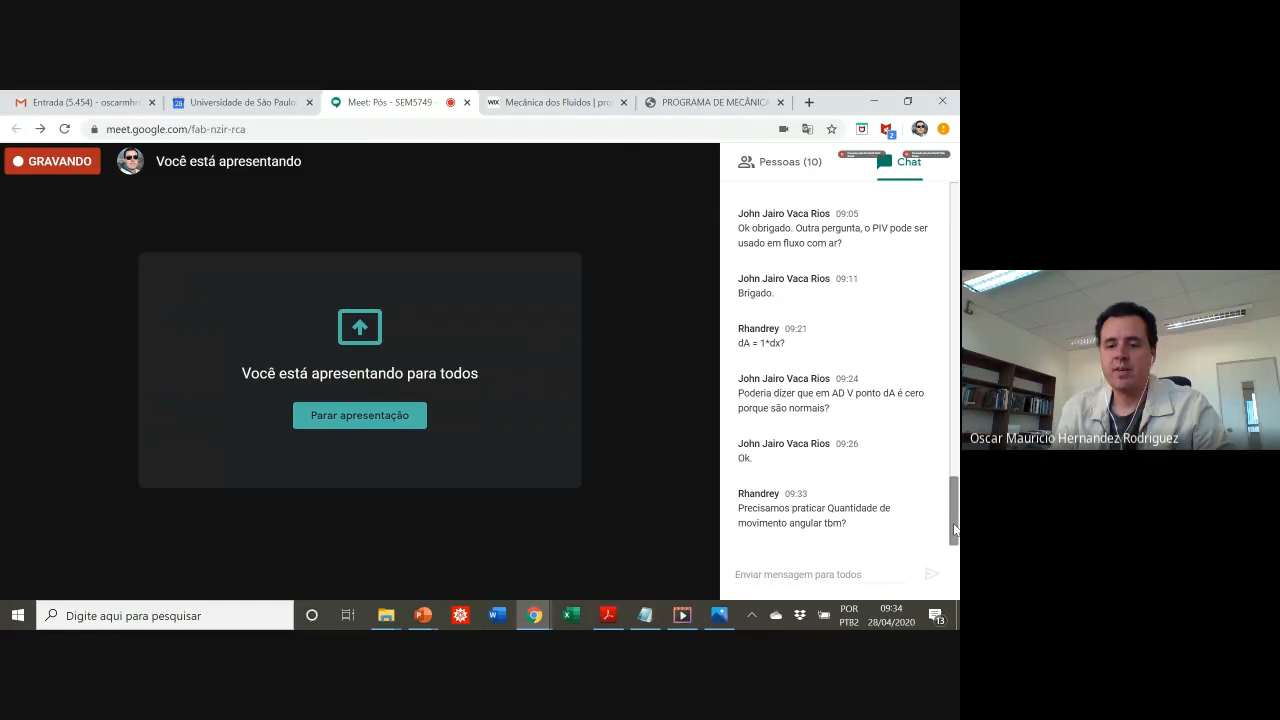 Entrada (5.454) - oscarmhr
Universidade de São Paulo
Meet: Pós - SEM5749 -
WIX Mecânica dos Fluidos | pro
PROGRAMA DE MECÂNICA
meet.google.com/fab-nzir-rca
2
GRAVANDO
Você está apresentando
Pessoas (10)
Chat
John Jairo Vaca Rios 09:05
Ok obrigado. Outra pergunta, o PIV pode ser
usado em fluxo com ar?
John Jairo Vaca Rios 09:11
Brigado.
Rhandrey 09:21
dA = 1*dx?
John Jairo Vaca Rios 09:24
Poderia dizer que em AD V ponto dA é cero
porque são normais?
John Jairo Vaca Rios 09:26
Ok.
Rhandrey 09:33
Precisamos praticar Quantidade de
movimento angular tbm?
Enviar mensagem para todos
Você está apresentando para todos
Parar apresentação
Oscar Mauricio Hernandez Rodriguez
Digite aqui para pesquisar
POR
PTB2
09:34
28/04/2020
13